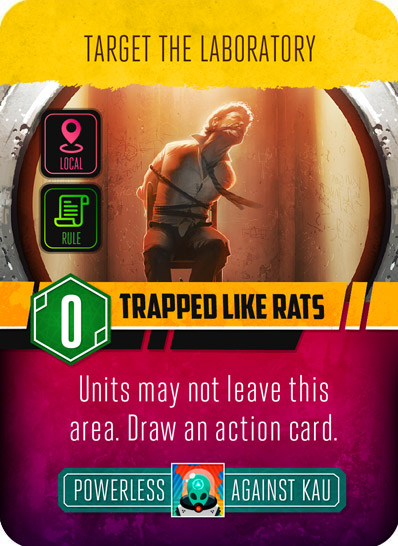 TARGET THE LABORATORY
LOCAL
RULE
0 TRAPPED LIKE RATS
Units may not leave this
area. Draw an action card.
POWERLESS AGAINST KAU